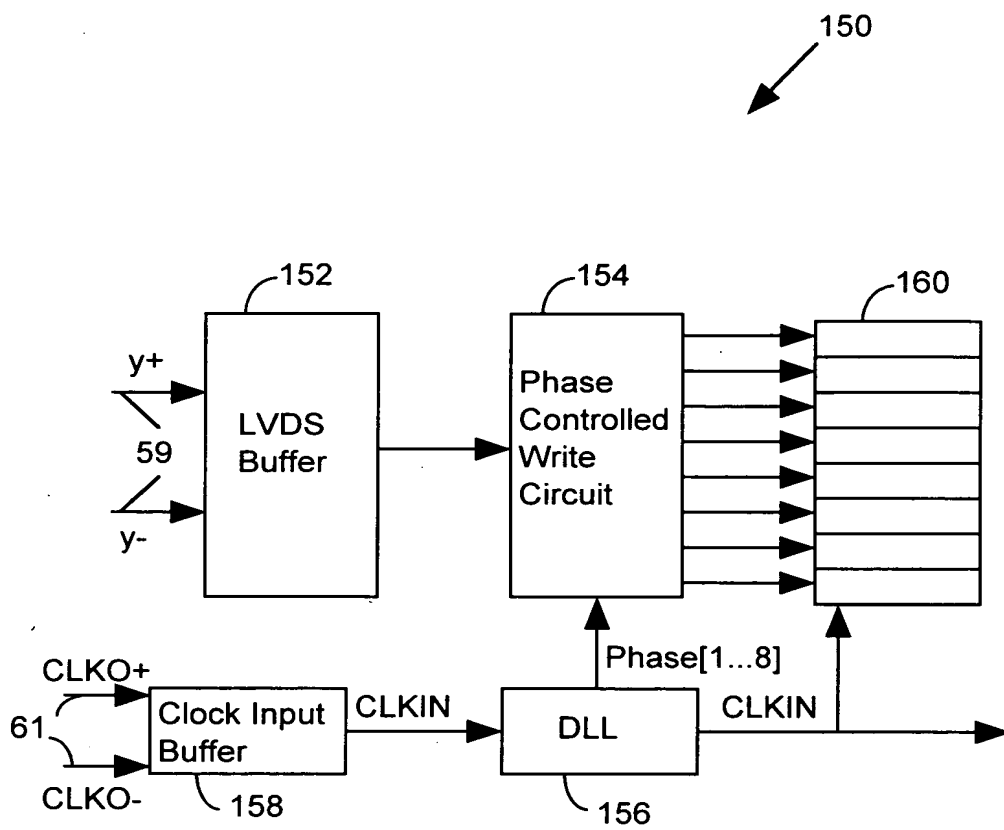 150
152
154
160
y+
59
y-
LVDS
Buffer
Phase
Controlled
Write
Circuit
Phase[1...8]
CLKO+
61
CLKO-
Clock Input
Buffer
158
CLKIN
DLL
156
CLKIN